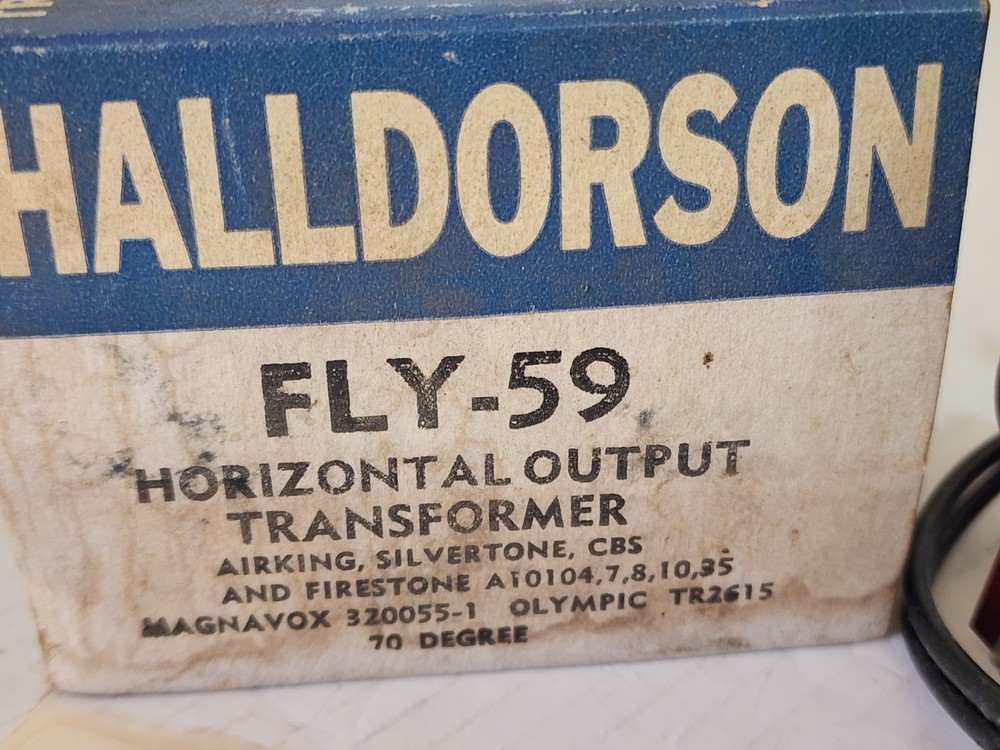 HALLDORSON
FLY-59
HORIZONTAL OUTPUT
TRANSFORMER
AIRKING, SILVERTONE, CBS
AND FIRESTONE A10104,7,8,10,35
MAGNAVOX 320055-1 OLYMPIC TR2615
70 DEGREE